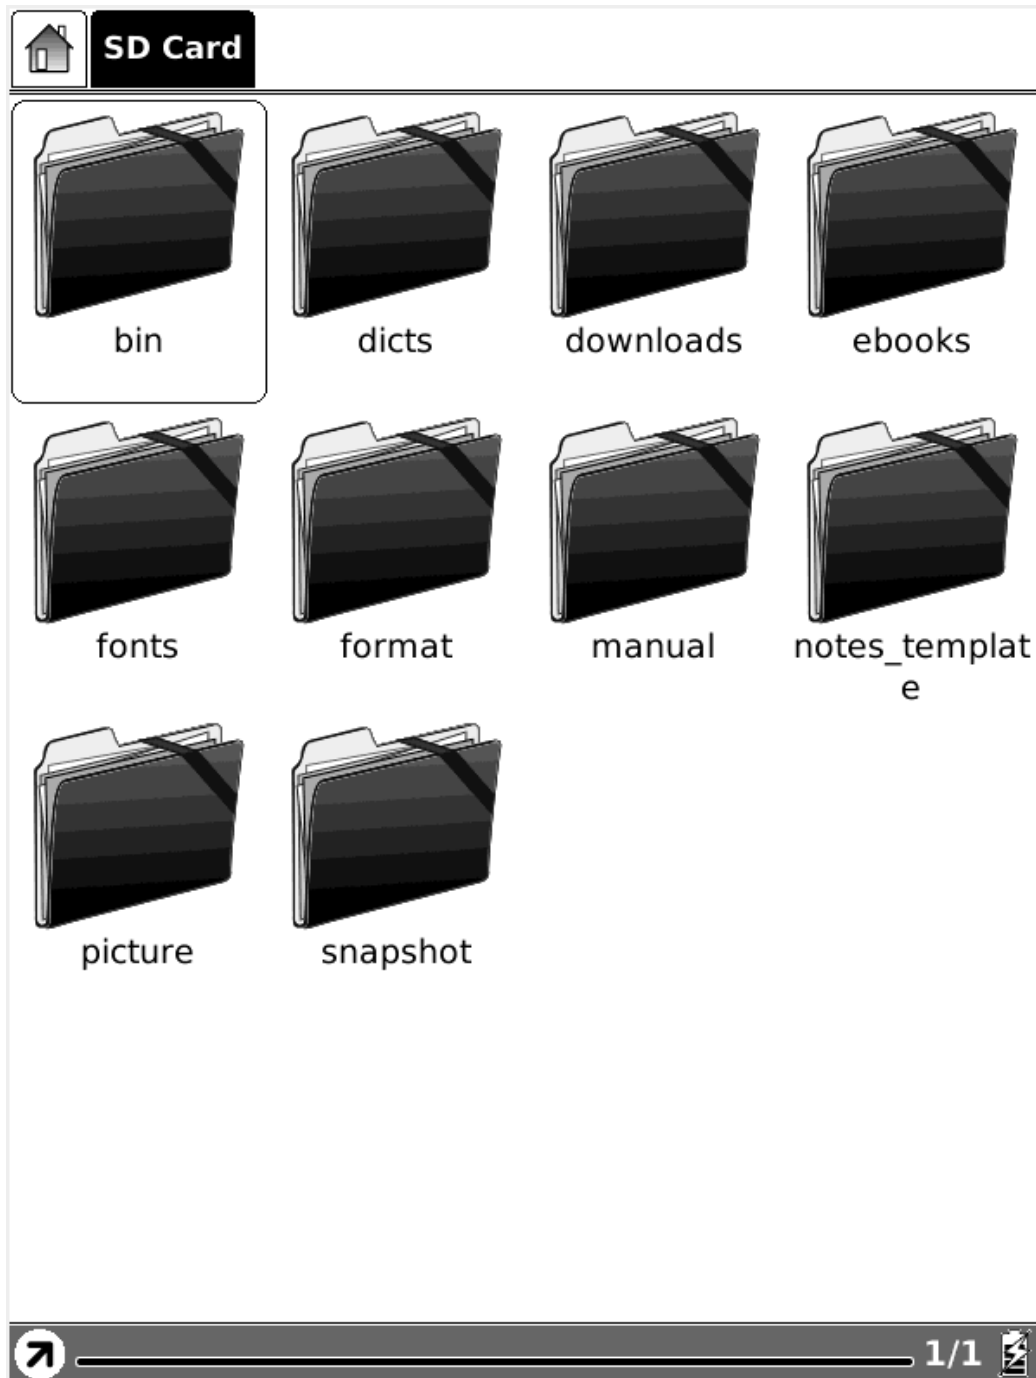 SD Card
bin
dicts
downloads
ebooks
fonts
format
manual
notes_templat
e
picture
snapshot
1/1